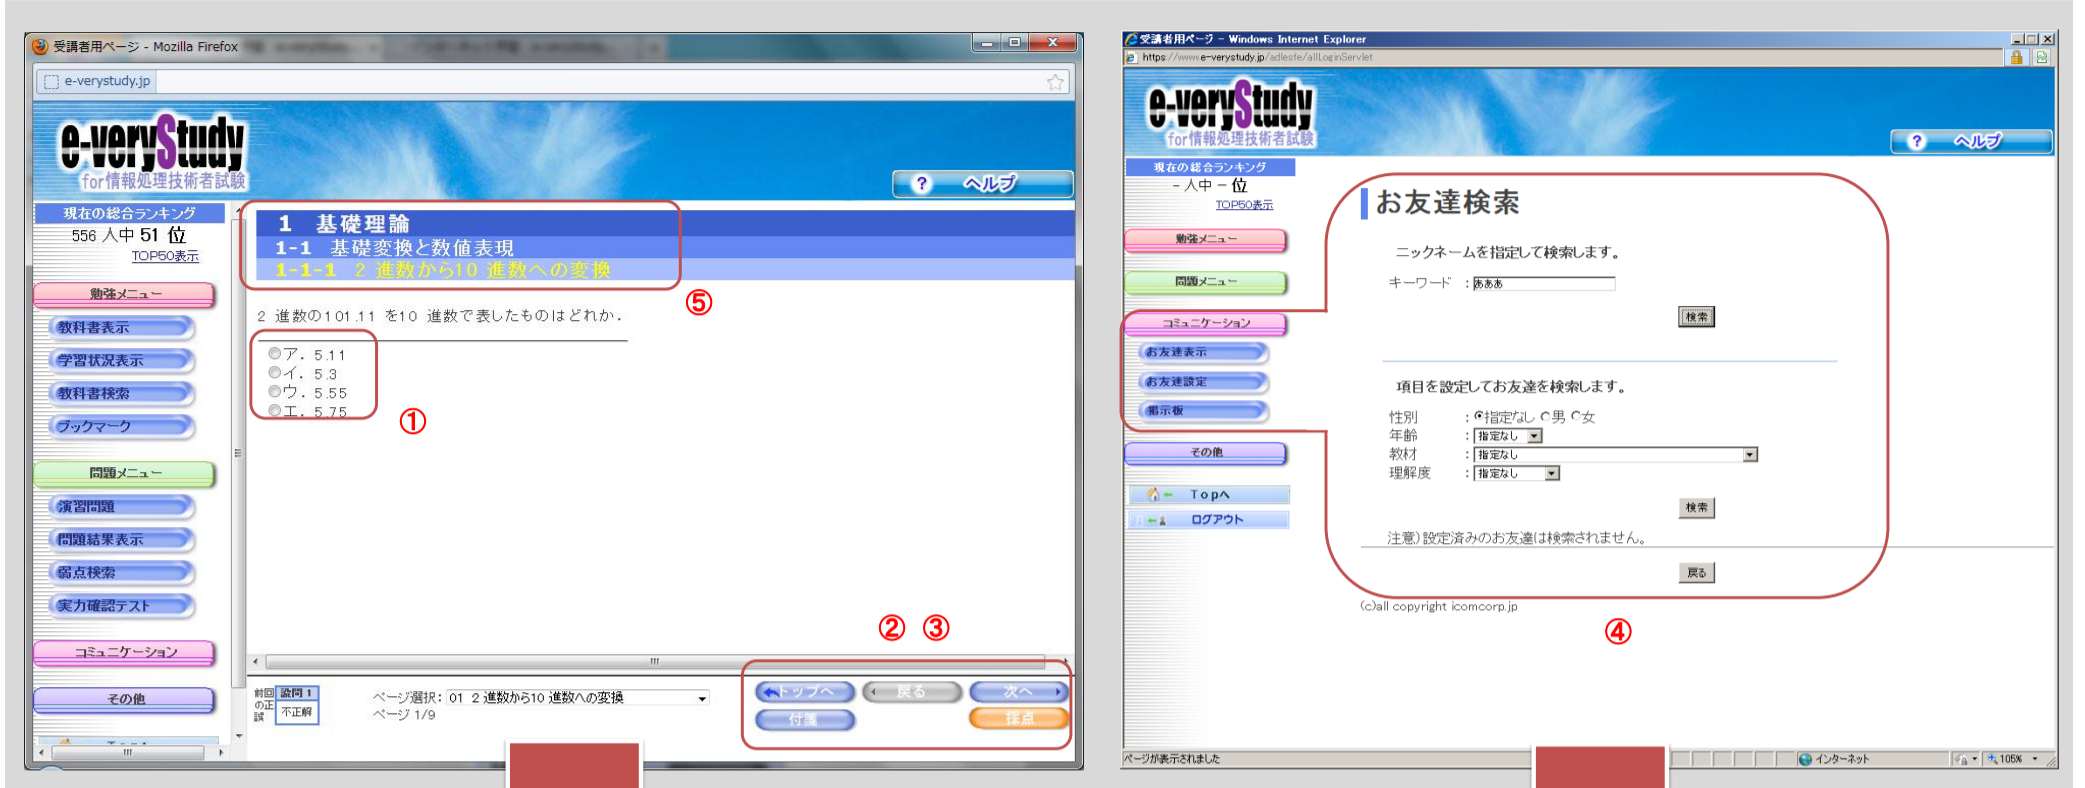 受講者用ページ - Mozilla Firefox
e-verystudy.jp
e-veryStudy
for情報処理技術者試験
? ヘルプ
現在の総合ランキング
556 人中 51 位
TOP50表示
勉強メニュー
教科書表示
学習状況表示
教科書検索
ブックマーク
問題メニュー
演習問題
問題結果表示
弱点検索
実力確認テスト
コミュニケーション
その他
1 基礎理論
1-1 基礎変換と数値表現
1-1-1 2 進数から10 進数への変換
⑤
2 進数の101.11 を10 進数で表したものはどれか.
ア. 5.11
イ. 5.3
ウ. 5.55
エ. 5.75
①
② ③
前回の正誤
設問 1
不正解
ページ選択: 01 2 進数から10 進数への変換
ページ 1/9
トップへ
戻る
次へ
付箋
採点
受講者用ページ - Windows Internet Explorer
https://www.e-verystudy.jp/adlesfe/allLoginServlet
e-veryStudy
for情報処理技術者試験
? ヘルプ
現在の総合ランキング
- 人中 - 位
TOP50表示
勉強メニュー
問題メニュー
コミュニケーション
お友達表示
お友達設定
掲示板
その他
Topへ
ログアウト
お友達検索
ニックネームを指定して検索します。
キーワード :あああ
検索
項目を設定してお友達を検索します。
性別 : 指定なし 男 女
年齢 : 指定なし
教材 : 指定なし
理解度 : 指定なし
検索
注意)設定済みのお友達は検索されません。
戻る
(c)all copyright icomcorp.jp
④
ページが表示されました
インターネット
105%